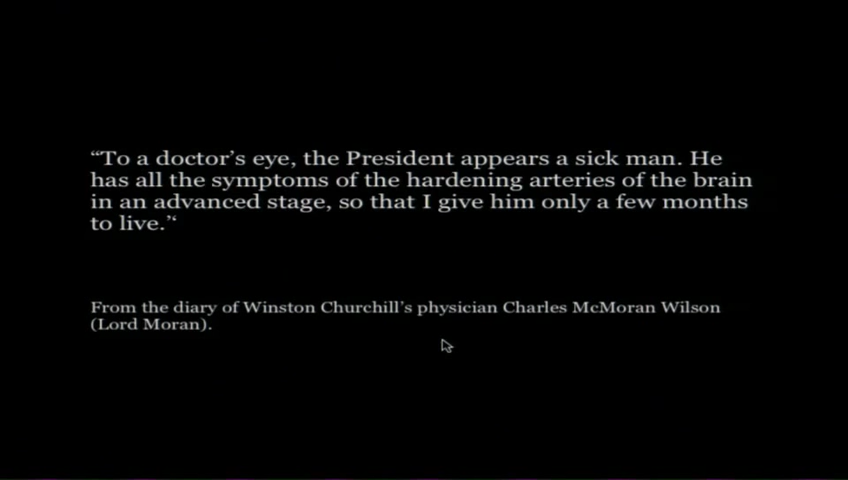 “To a doctor’s eye, the President appears a sick man. He
has all the symptoms of the hardening arteries of the brain
in an advanced stage, so that I give him only a few months
to live.“
From the diary of Winston Churchill’s physician Charles McMoran Wilson
(Lord Moran).